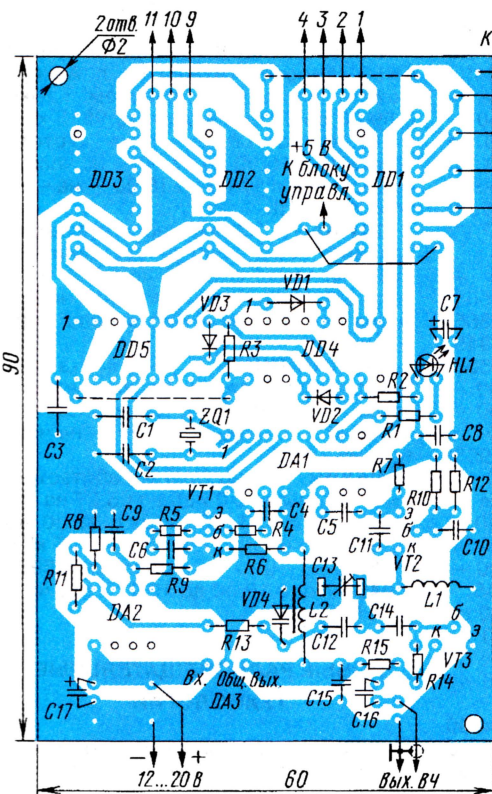 2 отв. 11 10 9 4 3 2 1 К
Ф2
+5 В
К блоку
управл.
DD3 DD2 DD1
VD1
1 VD3 1 C7
DD5 R3 DD4 HL1
90
R2
VD2
C3 C1 ZQ1 R1 C8
C2 1 DA1
R7 R10 R12
VT1
R8 C9 R5 э C4 C5 э
б R4 C11 б C10
C6 к R6 к
R11 R9 C13 VT2
VD4 L2 L1
DA2 C14 б
R13 C12 к э
R15 VT3
Вх. Общ. Вых. R14
DA3 C15
C17 C16
− +
12...20 В 60 Вых. ВЧ